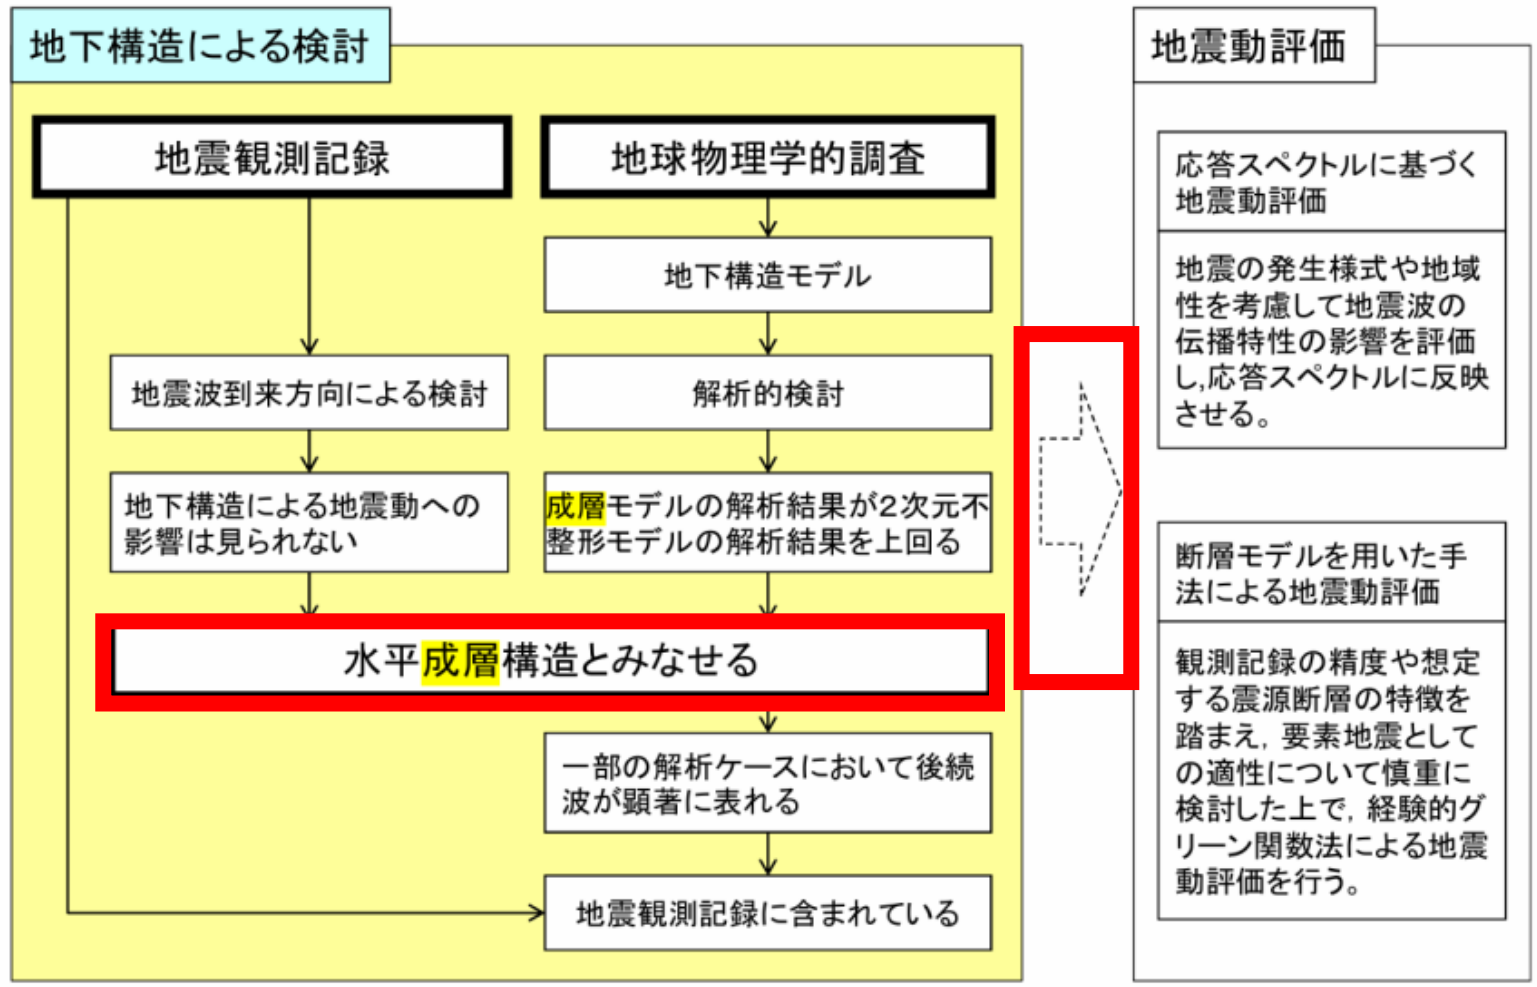 地下構造による検討
地震観測記録
地球物理学的調査
地下構造モデル
地震波到来方向による検討
解析的検討
地下構造による地震動への
影響は見られない
成層モデルの解析結果が2次元不
整形モデルの解析結果を上回る
水平成層構造とみなせる
一部の解析ケースにおいて後続
波が顕著に表れる
地震観測記録に含まれている
地震動評価
応答スペクトルに基づく
地震動評価
地震の発生様式や地域
性を考慮して地震波の
伝播特性の影響を評価
し,応答スペクトルに反映
させる。
断層モデルを用いた手
法による地震動評価
観測記録の精度や想定
する震源断層の特徴を
踏まえ,要素地震として
の適性について慎重に
検討した上で,経験的グ
リーン関数法による地震
動評価を行う。